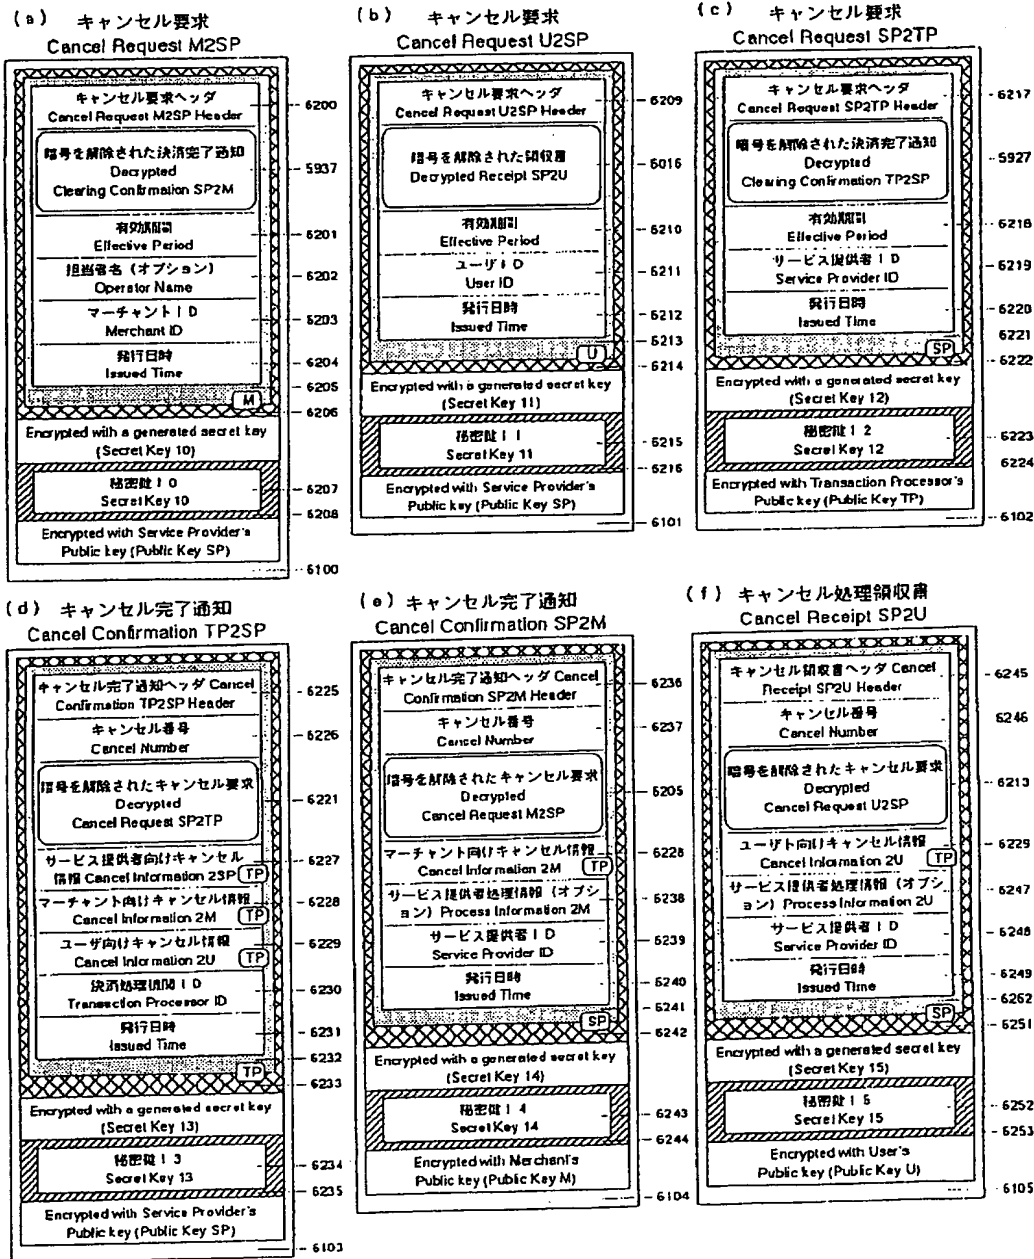 (a) キャンセル要求
Cancel Request M2SP
キャンセル要求ヘッダ
Cancel Request M2SP Header
6200
暗号を解除された決済完了通知
Decrypted
Clearing Confirmation SP2M
5937
有効期間
Effective Period
6201
担当者名(オプション)
Operator Name
6202
マーチャントID
Merchant ID
6203
発行日時
Issued Time
6204
6205
M
6206
Encrypted with a generated secret key
(Secret Key 10)
秘密鍵10
Secret Key 10
6207
6208
Encrypted with Service Provider's
Public key (Public Key SP)
6100
(b) キャンセル要求
Cancel Request U2SP
キャンセル要求ヘッダ
Cancel Request U2SP Header
6209
暗号を解除された領収書
Decrypted Receipt SP2U
6016
有効期間
Effective Period
6210
ユーザID
User ID
6211
発行日時
Issued Time
6212
6213
U
6214
Encrypted with a generated secret key
(Secret Key 11)
秘密鍵11
Secret Key 11
6215
6216
Encrypted with Service Provider's
Public key (Public Key SP)
6101
(c) キャンセル要求
Cancel Request SP2TP
キャンセル要求ヘッダ
Cancel Request SP2TP Header
6217
暗号を解除された決済完了通知
Decrypted
Clearing Confirmation TP2SP
5927
有効期間
Effective Period
6218
サービス提供者ID
Service Provider ID
6219
発行日時
Issued Time
6220
6221
SP
6222
Encrypted with a generated secret key
(Secret Key 12)
秘密鍵12
Secret Key 12
6223
6224
Encrypted with Transaction Processor's
Public key (Public Key TP)
6102
(d) キャンセル完了通知
Cancel Confirmation TP2SP
キャンセル完了通知ヘッダ Cancel
Confirmation TP2SP Header
6225
キャンセル番号
Cancel Number
6226
暗号を解除されたキャンセル要求
Decrypted
Cancel Request SP2TP
6221
サービス提供者向けキャンセル
情報 Cancel Information 2SP
TP
6227
マーチャント向けキャンセル情報
Cancel Information 2M
TP
6228
ユーザ向けキャンセル情報
Cancel Information 2U
TP
6229
決済処理機関ID
Transaction Processor ID
6230
発行日時
Issued Time
6231
6232
TP
6233
Encrypted with a generated secret key
(Secret Key 13)
秘密鍵13
Secret Key 13
6234
6235
Encrypted with Service Provider's
Public key (Public Key SP)
6103
(e) キャンセル完了通知
Cancel Confirmation SP2M
キャンセル完了通知ヘッダ Cancel
Confirmation SP2M Header
6236
キャンセル番号
Cancel Number
6237
暗号を解除されたキャンセル要求
Decrypted
Cancel Request M2SP
6205
マーチャント向けキャンセル情報
Cancel Information 2M
TP
6228
サービス提供者処理情報(オプシ
ョン) Process Information 2M
6238
サービス提供者ID
Service Provider ID
6239
発行日時
Issued Time
6240
6241
SP
6242
Encrypted with a generated secret key
(Secret Key 14)
秘密鍵14
Secret Key 14
6243
6244
Encrypted with Merchant's
Public key (Public Key M)
6104
(f) キャンセル処理領収書
Cancel Receipt SP2U
キャンセル領収書ヘッダ Cancel
Receipt SP2U Header
6245
キャンセル番号
Cancel Number
6246
暗号を解除されたキャンセル要求
Decrypted
Cancel Request U2SP
6213
ユーザト向けキャンセル情報
Cancel Information 2U
TP
6229
サービス提供者処理情報(オプシ
ョン) Process Information 2U
6247
サービス提供者ID
Service Provider ID
6248
発行日時
Issued Time
6249
6262
SP
6251
Encrypted with a generated secret key
(Secret Key 15)
秘密鍵15
Secret Key 15
6252
6253
Encrypted with User's
Public key (Public Key U)
6105